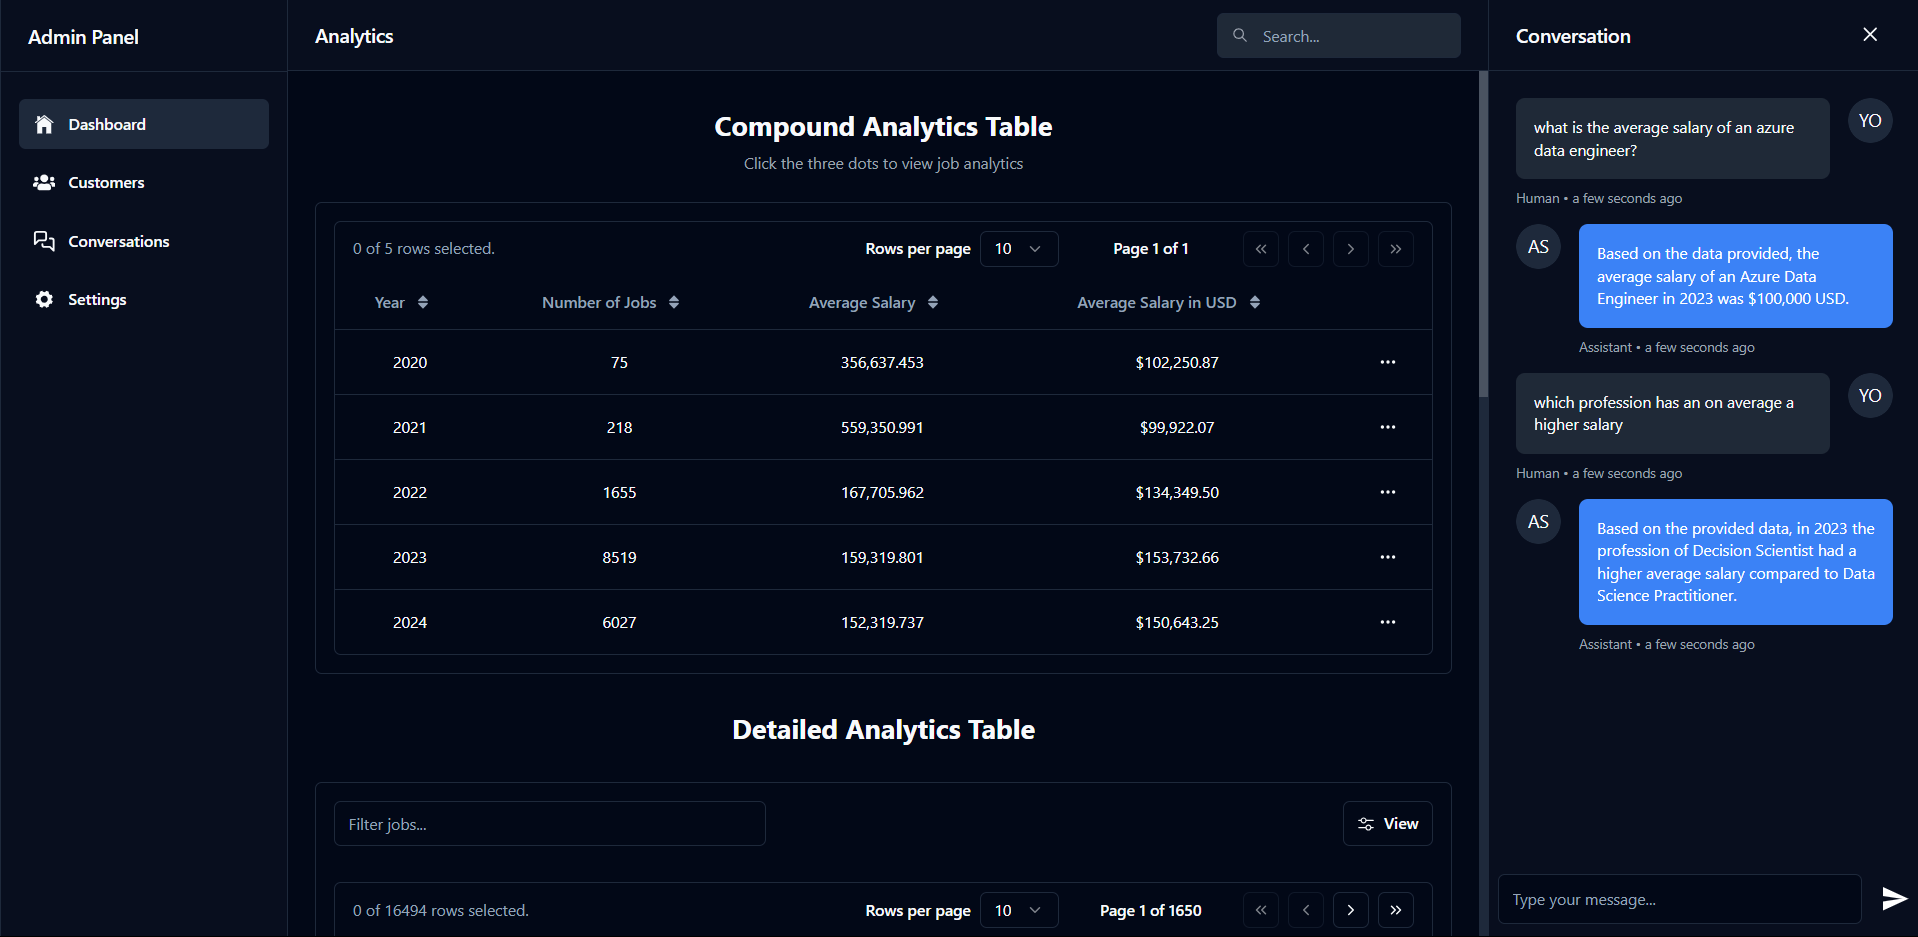 Admin Panel
Dashboard
Customers
Conversations
Settings
Analytics
Search...
Compound Analytics Table
Click the three dots to view job analytics
0 of 5 rows selected.
Rows per page 10
Page 1 of 1
Year Number of Jobs Average Salary Average Salary in USD
2020 75 356,637.453 $102,250.87
2021 218 559,350.991 $99,922.07
2022 1655 167,705.962 $134,349.50
2023 8519 159,319.801 $153,732.66
2024 6027 152,319.737 $150,643.25
Detailed Analytics Table
Filter jobs...
View
0 of 16494 rows selected.
Rows per page 10
Page 1 of 1650
Conversation
what is the average salary of an azure
data engineer?
YO
Human • a few seconds ago
AS
Based on the data provided, the
average salary of an Azure Data
Engineer in 2023 was $100,000 USD.
Assistant • a few seconds ago
which profession has an on average a
higher salary
YO
Human • a few seconds ago
AS
Based on the provided data, in 2023 the
profession of Decision Scientist had a
higher average salary compared to Data
Science Practitioner.
Assistant • a few seconds ago
Type your message...